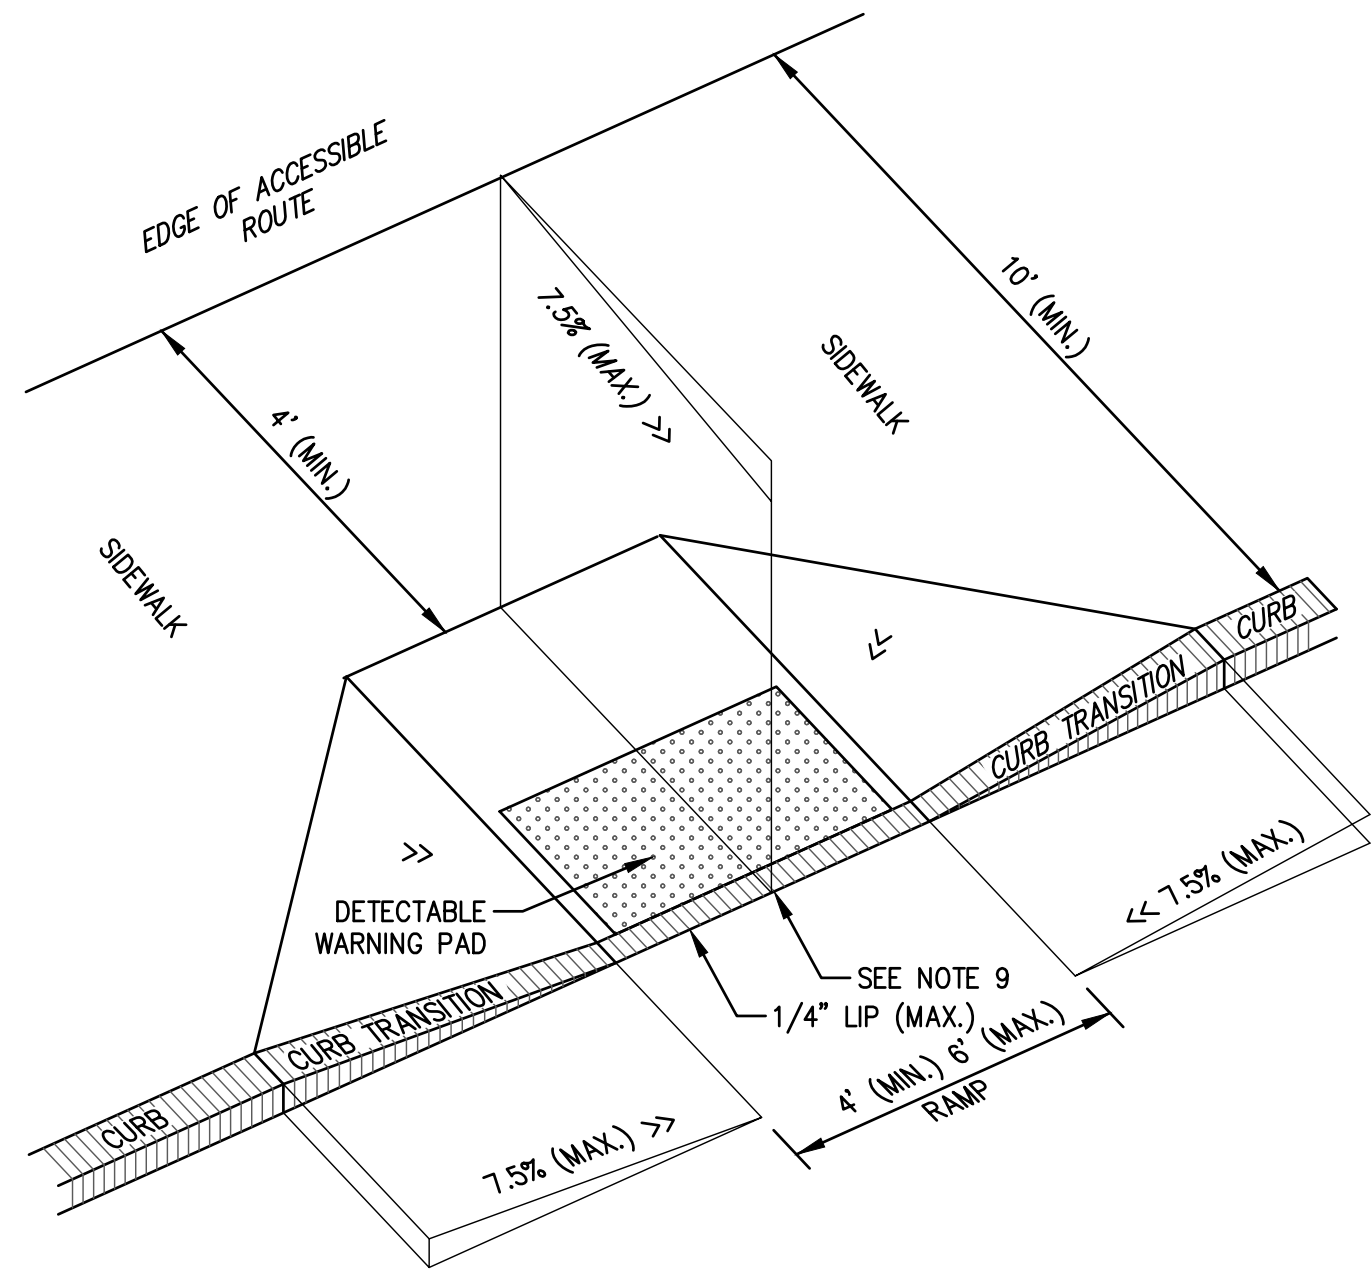 EDGE OF ACCESSIBLE
ROUTE
10' (MIN.)
7.5% (MAX.) >>
SIDEWALK
4' (MIN.)
SIDEWALK
CURB
<<
CURB TRANSITION
>>
<< 7.5% (MAX.)
DETECTABLE
WARNING PAD
SEE NOTE 9
1/4" LIP (MAX.)
CURB TRANSITION
4' (MIN.) 6' (MAX.)
RAMP
CURB
7.5% (MAX.) >>